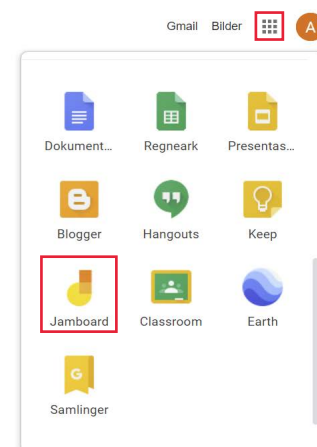 Gmail Bilder A
Dokument... Regneark Presentas...
Blogger Hangouts Keep
Jamboard Classroom Earth
G
Samlinger